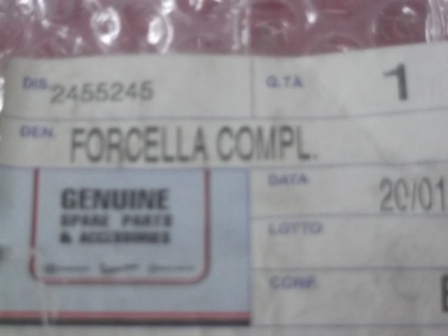 DIS. 2455245 Q.TA 1
DEN. FORCELLA COMPL.
GENUINE
SPARE PARTS
& ACCESSORIES
DATA 20/01
LOTTO
CONF.